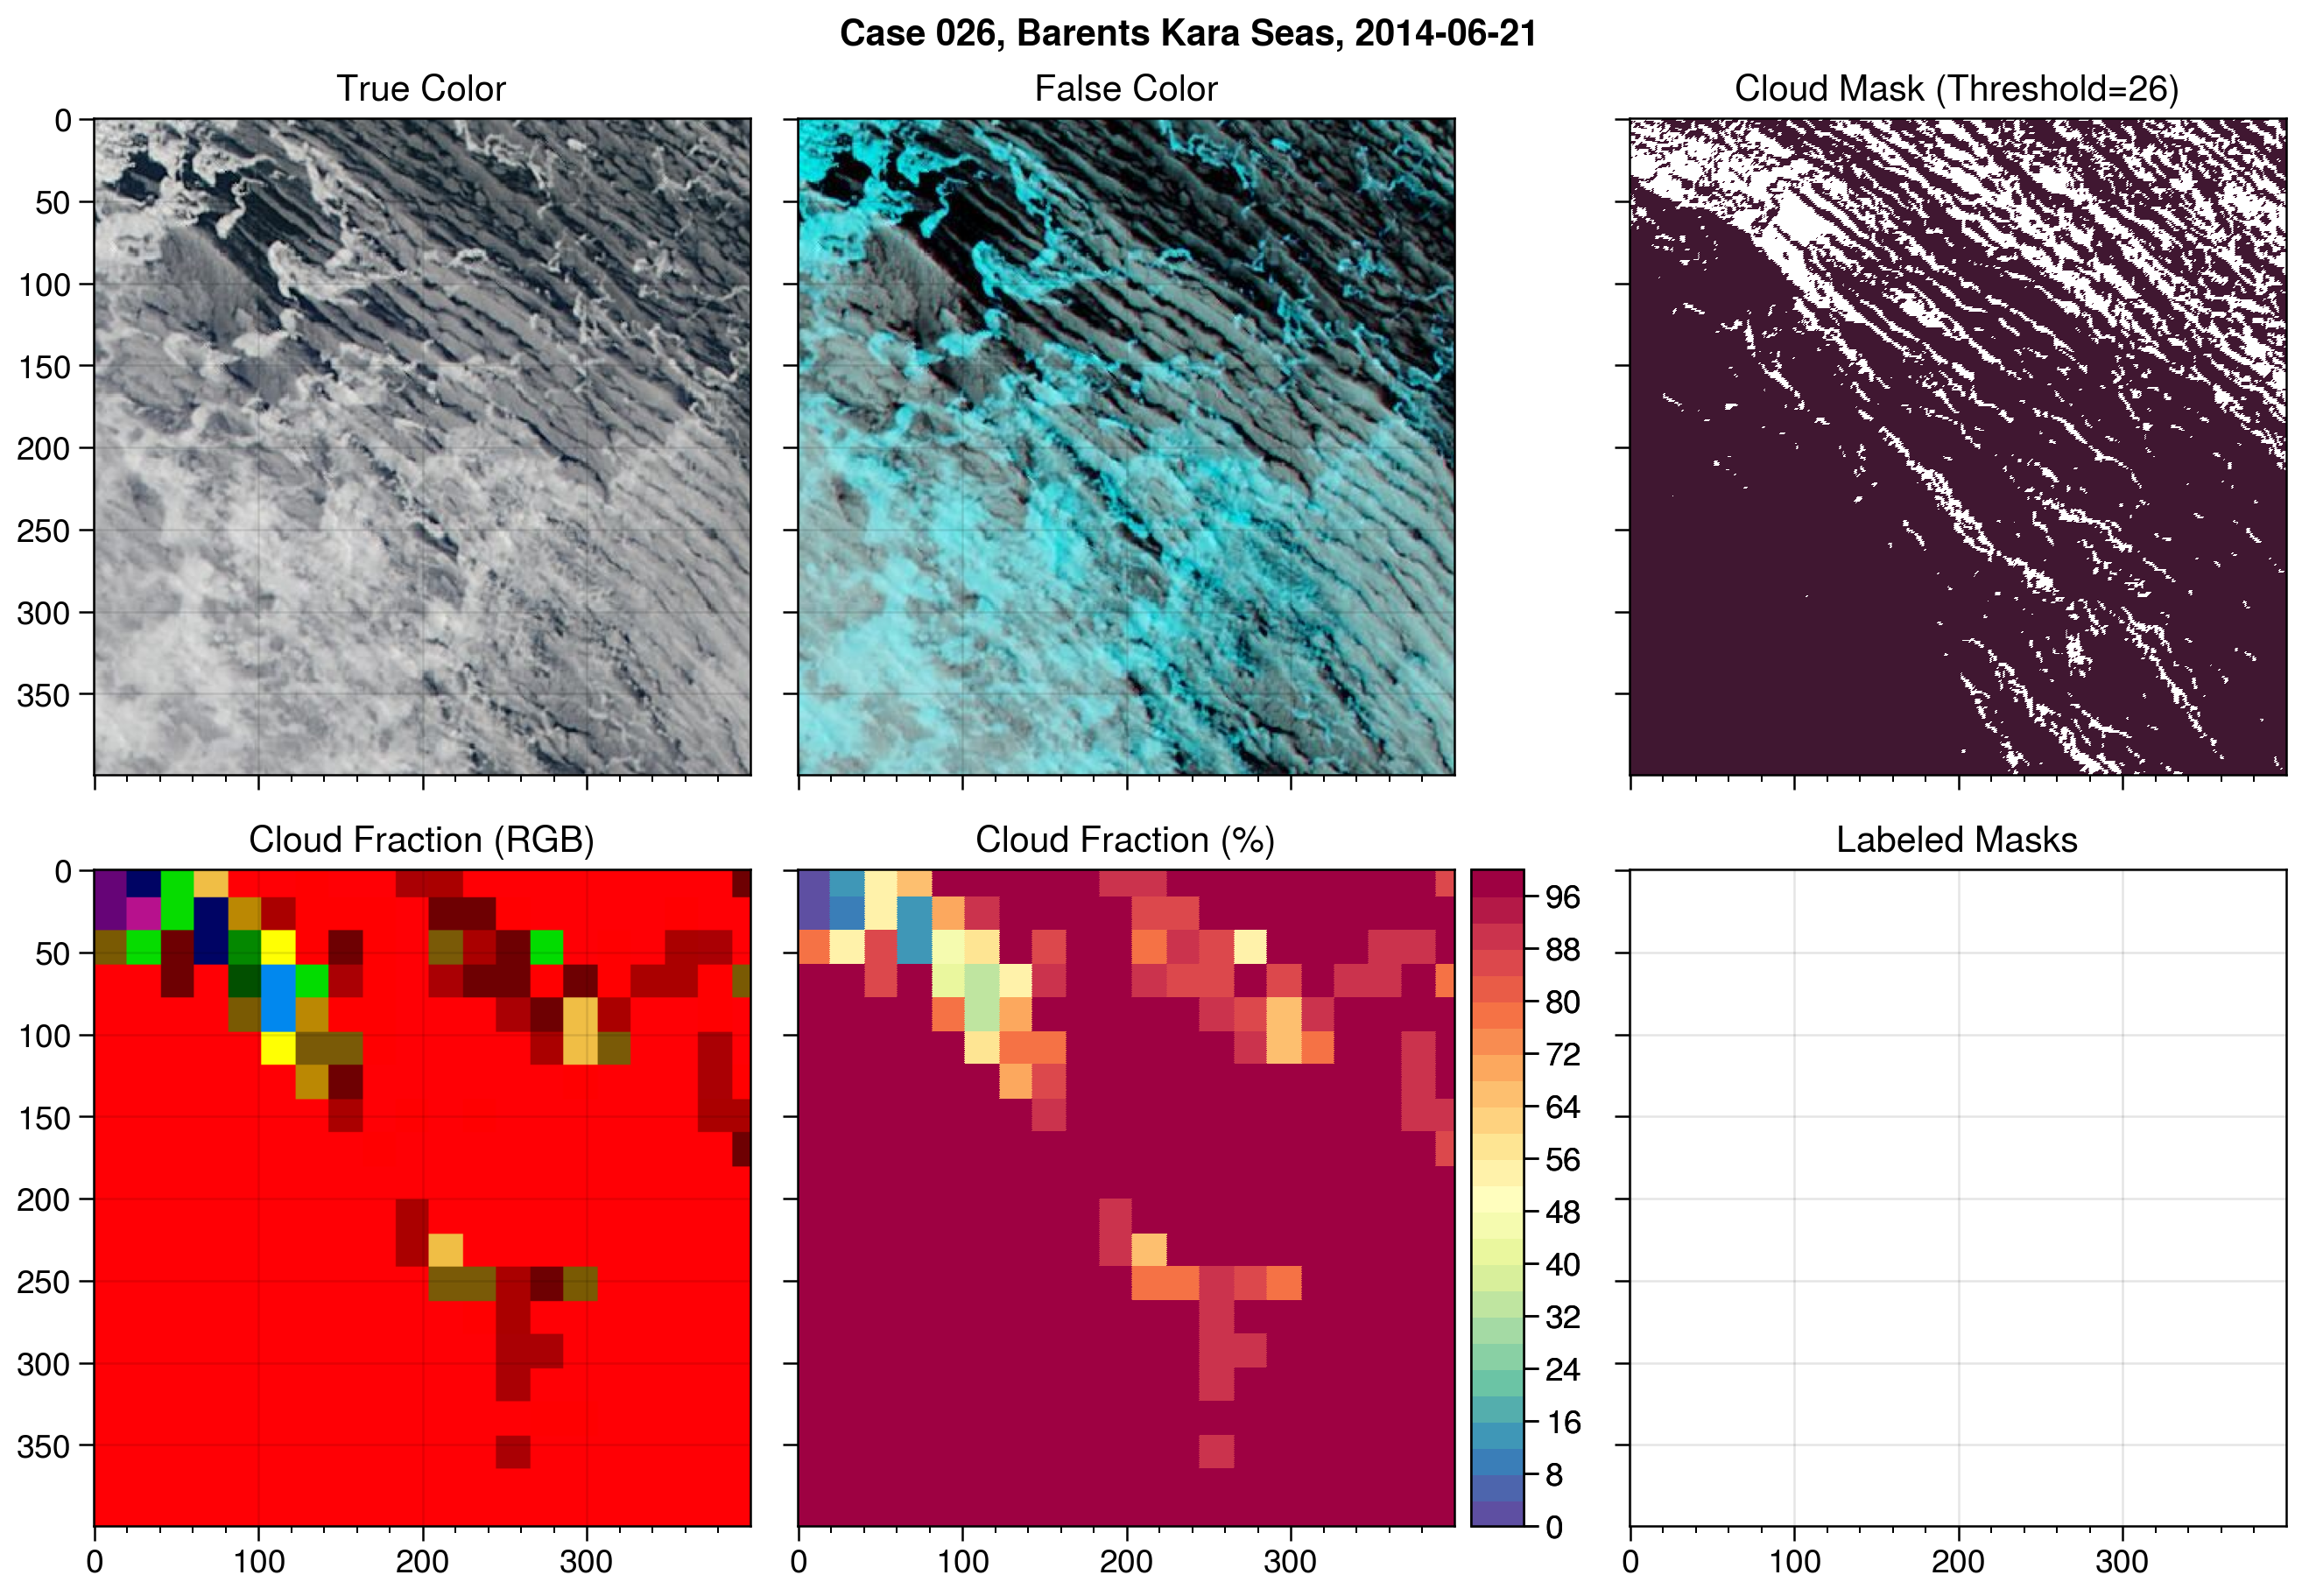 Case 026, Barents Kara Seas, 2014-06-21
True Color
False Color
Cloud Mask (Threshold=26)
0
50
100
150
200
250
300
350
Cloud Fraction (RGB)
Cloud Fraction (%)
Labeled Masks
0
50
100
150
200
250
300
350
96
88
80
72
64
56
48
40
32
24
16
8
0
0 100 200 300
0 100 200 300
0 100 200 300